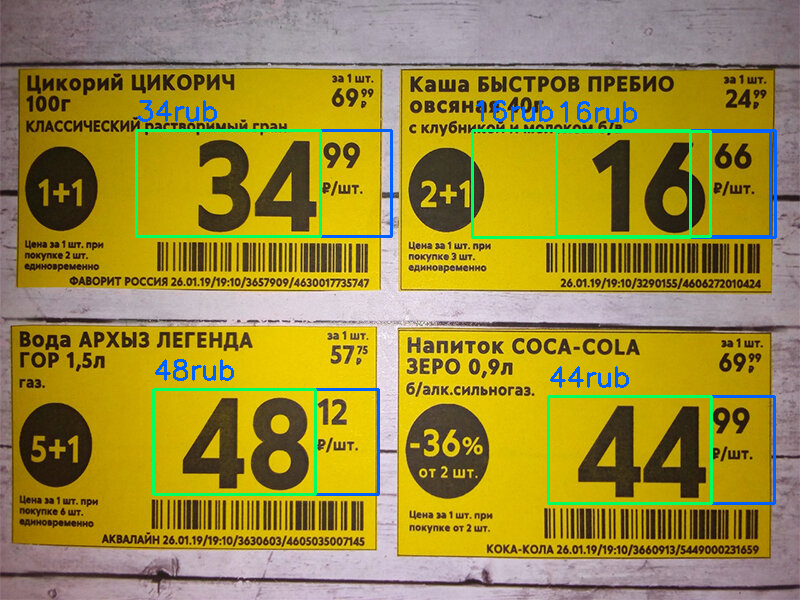 Цикорий ЦИКОРИЧ
100г
за 1 шт.
69 99 ₽
34rub
КЛАССИЧЕСКИЙ растворимый гран
1+1
34 99
₽/шт.
Цена за 1 шт. при
покупке 2 шт.
единовременно
ФАВОРИТ РОССИЯ 26.01.19/19:10/3657909/4630017735747
Каша БЫСТРОВ ПРЕБИО
овсяная 40г
за 1 шт.
24 99 ₽
16rub 16rub
с клубникой и молоком б/в
2+1
16 66
₽/шт.
Цена за 1 шт. при
покупке 3 шт.
единовременно
26.01.19/19:10/3290155/4606272010424
Вода АРХЫЗ ЛЕГЕНДА
ГОР 1,5л
за 1 шт.
57 75 ₽
48rub
газ.
5+1
48 12
₽/шт.
Цена за 1 шт. при
покупке 6 шт.
единовременно
АКВАЛАЙН 26.01.19/19:10/3630603/4605035007145
Напиток COCA-COLA
ЗЕРО 0,9л
за 1 шт.
69 99 ₽
44rub
б/алк.сильногаз.
-36%
от 2 шт.
44 99
₽/шт.
Цена за 1 шт. при
покупке от 2 шт.
КОКА-КОЛА 26.01.19/19:10/3660913/5449000231659